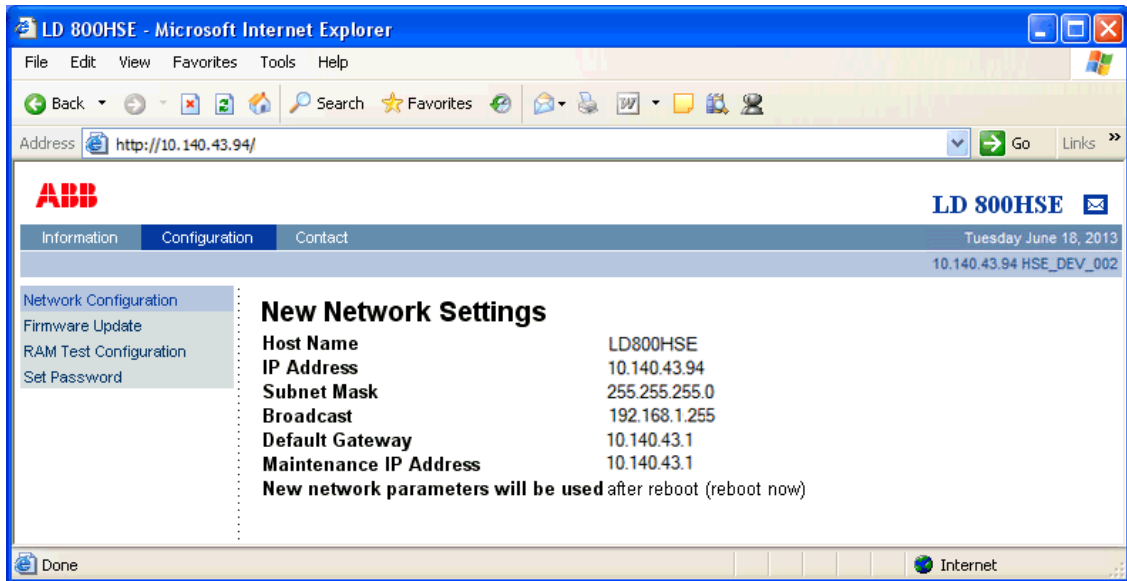 LD 800HSE - Microsoft Internet Explorer
File Edit View Favorites Tools Help
Back Search Favorites
Address http://10.140.43.94/ Go Links »
ABB
LD 800HSE
Information Configuration Contact Tuesday June 18, 2013
10.140.43.94 HSE_DEV_002
Network Configuration
Firmware Update
RAM Test Configuration
Set Password
New Network Settings
Host Name LD800HSE
IP Address 10.140.43.94
Subnet Mask 255.255.255.0
Broadcast 192.168.1.255
Default Gateway 10.140.43.1
Maintenance IP Address 10.140.43.1
New network parameters will be used after reboot (reboot now)
Done Internet